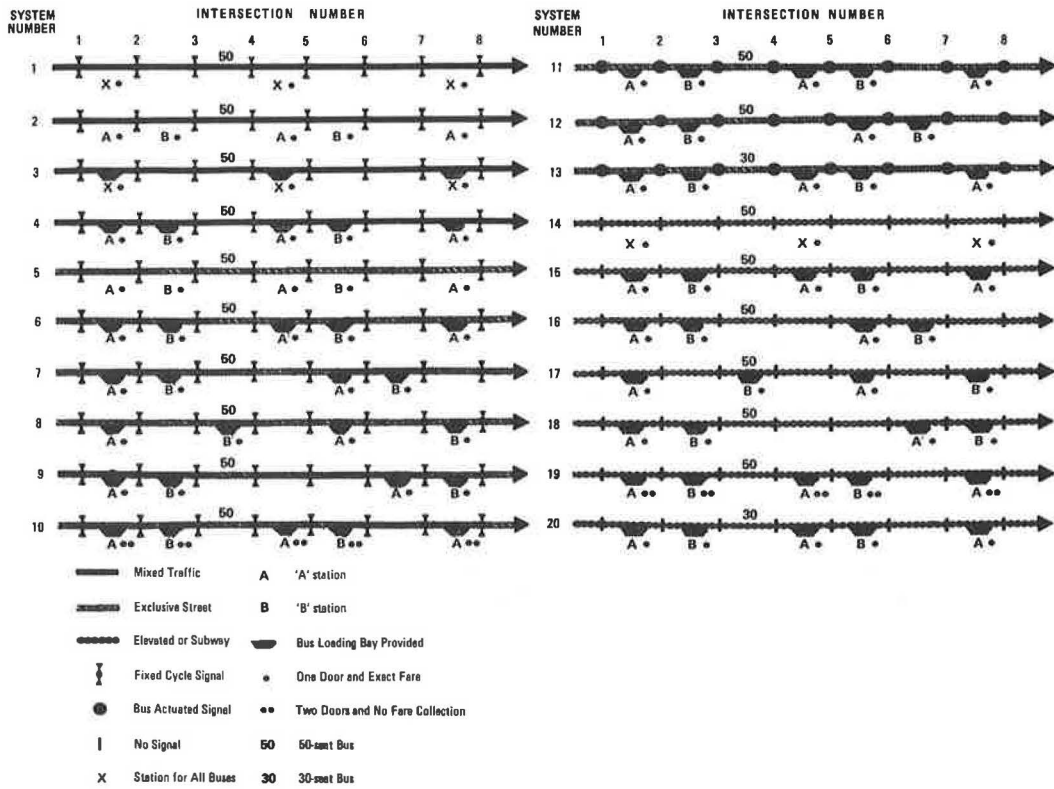 SYSTEM NUMBER INTERSECTION NUMBER
1 2 3 4 5 6 7 8
50
1
X X X
50
2
A B A B A
50
3
X X X
50
4
A B A B A
50
5
A B A B A
50
6
A B A' B A
50
7
A B A B
50
8
A B' A B
50
9
A B A B
50
10
A B A B A
SYSTEM NUMBER INTERSECTION NUMBER
1 2 3 4 5 6 7 8
50
11
A B A B A
50
12
A B A B
30
13
A B A B A
50
14
X X X
50
15
A B A B A
50
16
A B A B
50
17
A B A B
50
18
A B A' B
50
19
A B A B A
30
20
A B A B A
Mixed Traffic A 'A' station
Exclusive Street B 'B' station
Elevated or Subway Bus Loading Bay Provided
Fixed Cycle Signal One Door and Exact Fare
Bus Actuated Signal Two Doors and No Fare Collection
No Signal 50 50-seat Bus
X Station for All Buses 30 30-seat Bus